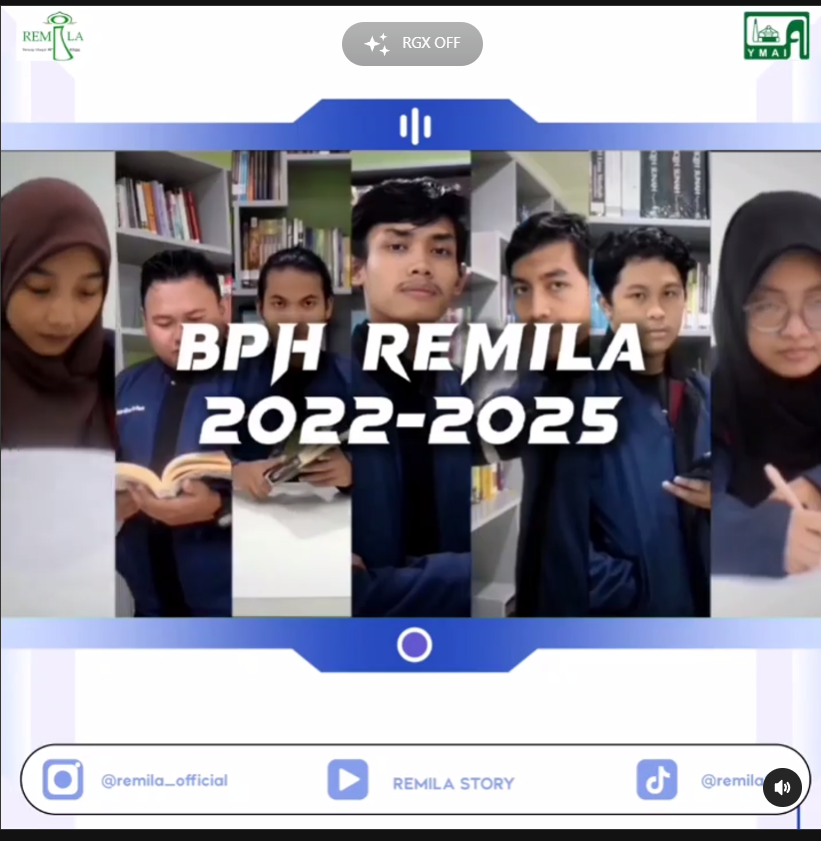 REMILA
RGX OFF
YMAI
BPH REMILA
2022-2025
@remila_official
REMILA STORY
@remila